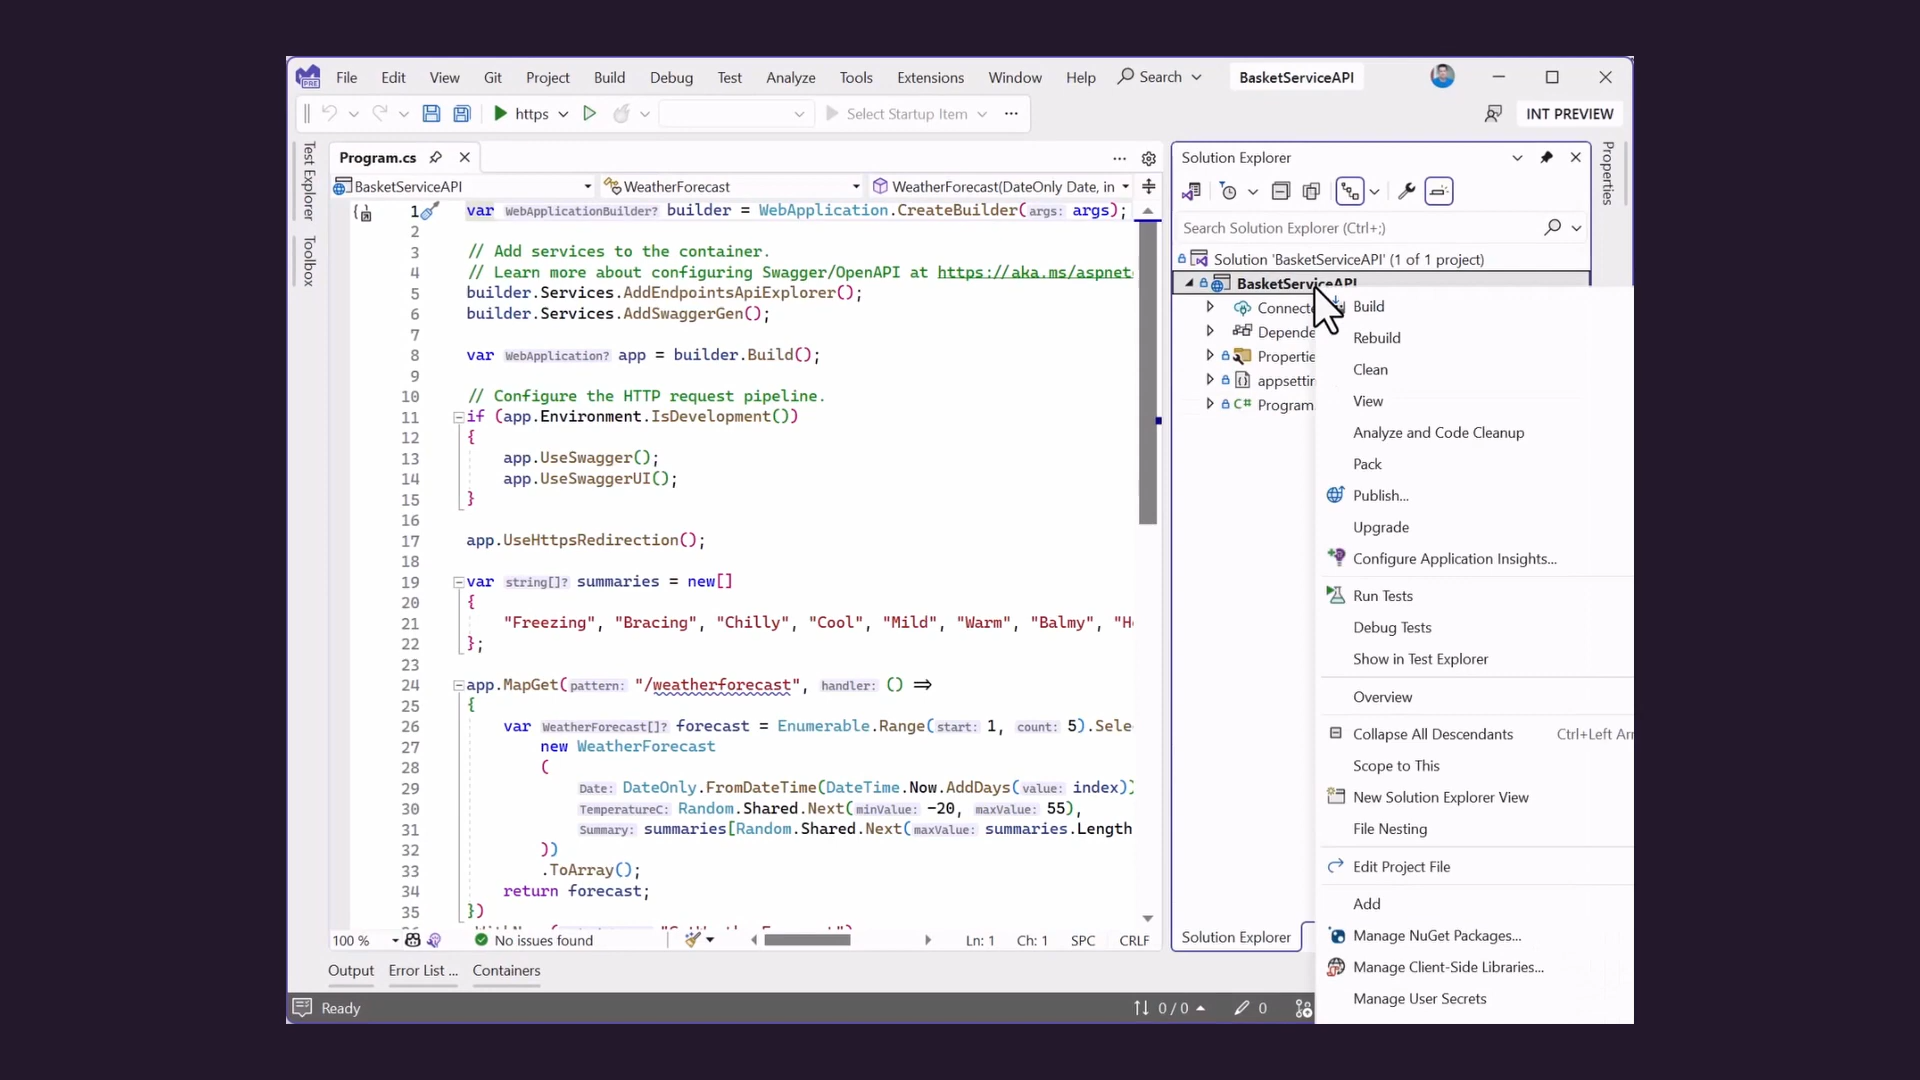 File Edit View Git Project Build Debug Test Analyze Tools Extensions Window Help Search BasketServiceAPI
PRE
https Select Startup Item ... INT PREVIEW
Test Explorer
Toolbox
Program.cs
BasketServiceAPI WeatherForecast WeatherForecast(DateOnly Date, in
1 var WebApplicationBuilder? builder = WebApplication.CreateBuilder(args: args);
2
3 // Add services to the container.
4 // Learn more about configuring Swagger/OpenAPI at https://aka.ms/aspnet
5 builder.Services.AddEndpointsApiExplorer();
6 builder.Services.AddSwaggerGen();
7
8 var WebApplication? app = builder.Build();
9
10 // Configure the HTTP request pipeline.
11 if (app.Environment.IsDevelopment())
12 {
13 app.UseSwagger();
14 app.UseSwaggerUI();
15 }
16
17 app.UseHttpsRedirection();
18
19 var string[]? summaries = new[]
20 {
21 "Freezing", "Bracing", "Chilly", "Cool", "Mild", "Warm", "Balmy", "H
22 };
23
24 app.MapGet(pattern: "/weatherforecast", handler: () =>
25 {
26 var WeatherForecast[]? forecast = Enumerable.Range(start: 1, count: 5).Sele
27 new WeatherForecast
28 (
29 Date: DateOnly.FromDateTime(DateTime.Now.AddDays(value: index))
30 TemperatureC: Random.Shared.Next(minValue: -20, maxValue: 55),
31 Summary: summaries[Random.Shared.Next(maxValue: summaries.Length
32 ))
33 .ToArray();
34 return forecast;
35 })
100 % No issues found Ln: 1 Ch: 1 SPC CRLF
Output Error List ... Containers
Ready 0 / 0 0
Solution Explorer
Search Solution Explorer (Ctrl+;)
Solution 'BasketServiceAPI' (1 of 1 project)
BasketServiceAPI
Connecte
Depende
Propertie
appsettin
C# Program
Solution Explorer
Properties
Build
Rebuild
Clean
View
Analyze and Code Cleanup
Pack
Publish...
Upgrade
Configure Application Insights...
Run Tests
Debug Tests
Show in Test Explorer
Overview
Collapse All Descendants Ctrl+Left Arr
Scope to This
New Solution Explorer View
File Nesting
Edit Project File
Add
Manage NuGet Packages...
Manage Client-Side Libraries...
Manage User Secrets